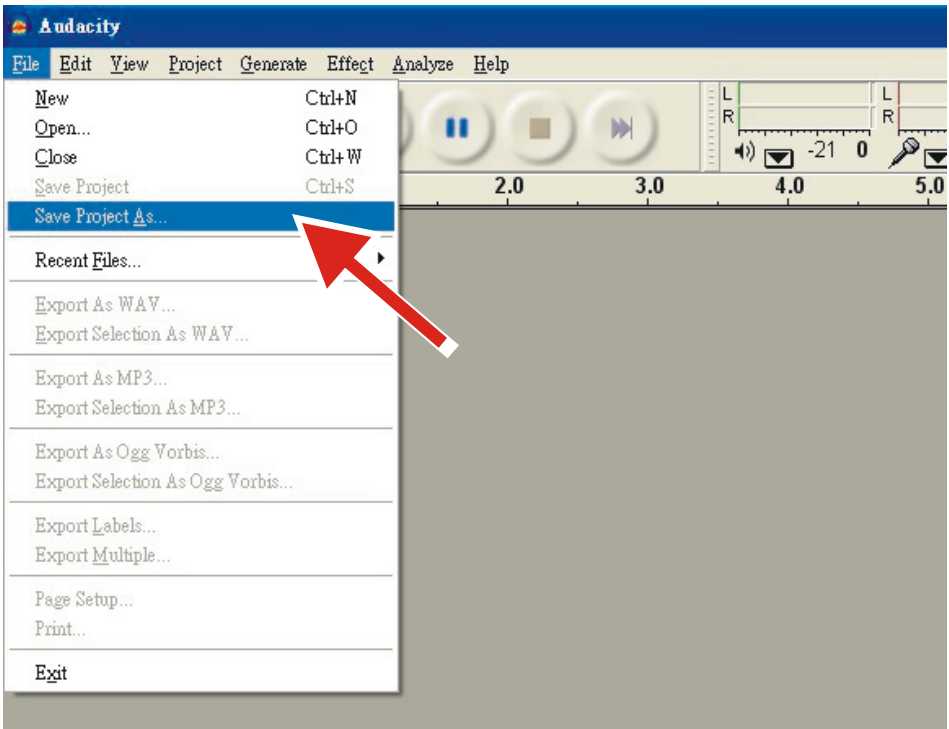 Audacity
File Edit View Project Generate Effect Analyze Help
New Ctrl+N
Open... Ctrl+O
Close Ctrl+W
Save Project Ctrl+S
Save Project As...
Recent Files...
Export As WAV...
Export Selection As WAV...
Export As MP3...
Export Selection As MP3...
Export As Ogg Vorbis...
Export Selection As Ogg Vorbis...
Export Labels...
Export Multiple...
Page Setup...
Print...
Exit
L L
R R
-21 0
2.0 3.0 4.0 5.0